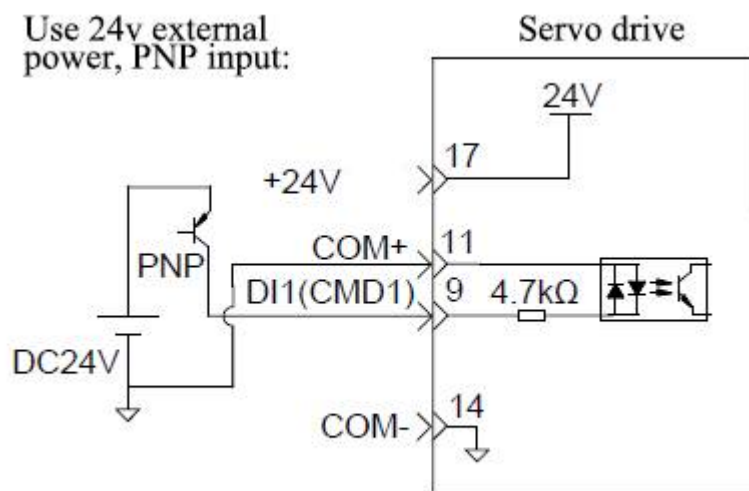 Use 24v external
power, PNP input:
Servo drive
24V
17
+24V
PNP
COM+
11
DI1(CMD1)
9
4.7kΩ
DC24V
14
COM-